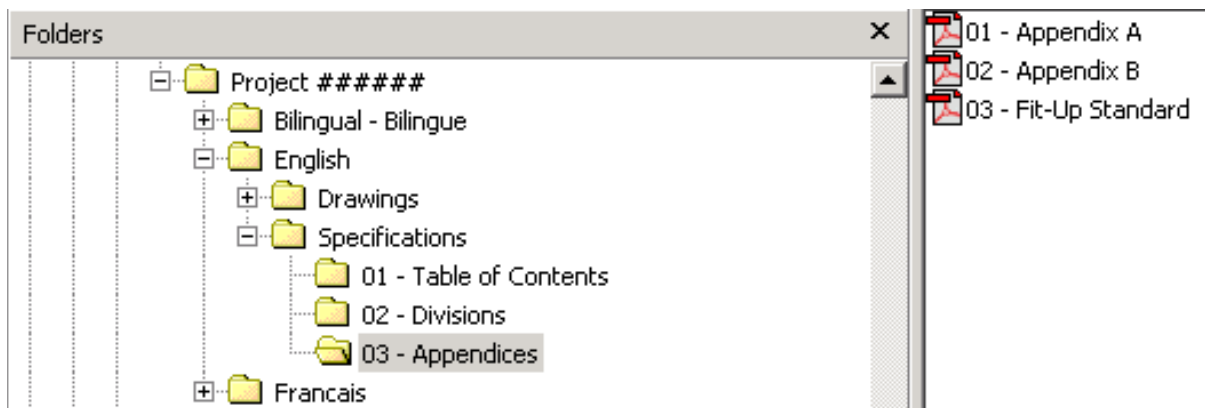 Folders
Project ######
Bilingual - Bilingue
English
Drawings
Specifications
01 - Table of Contents
02 - Divisions
03 - Appendices
Francais
01 - Appendix A
02 - Appendix B
03 - Fit-Up Standard